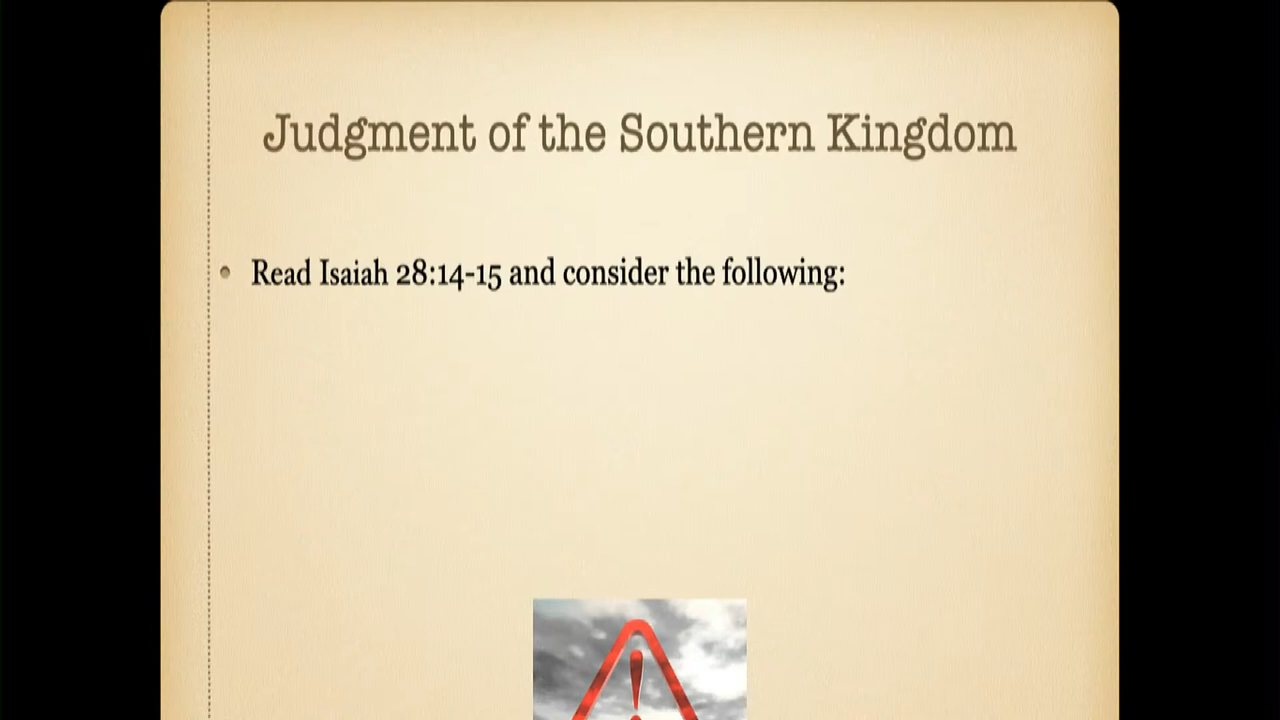 Judgment of the Southern Kingdom
• Read Isaiah 28:14-15 and consider the following: